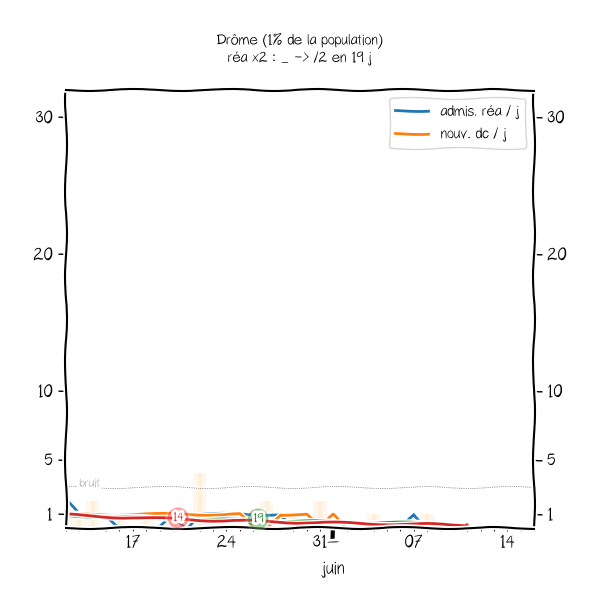 Drôme (1% de la population)
réa x2 : _ -> /2 en 19 j
admis. réa / j
nouv. dc / j
30
30
20
20
10
10
5
5
bruit
1
14
19
1
17
24
31
07
14
juin